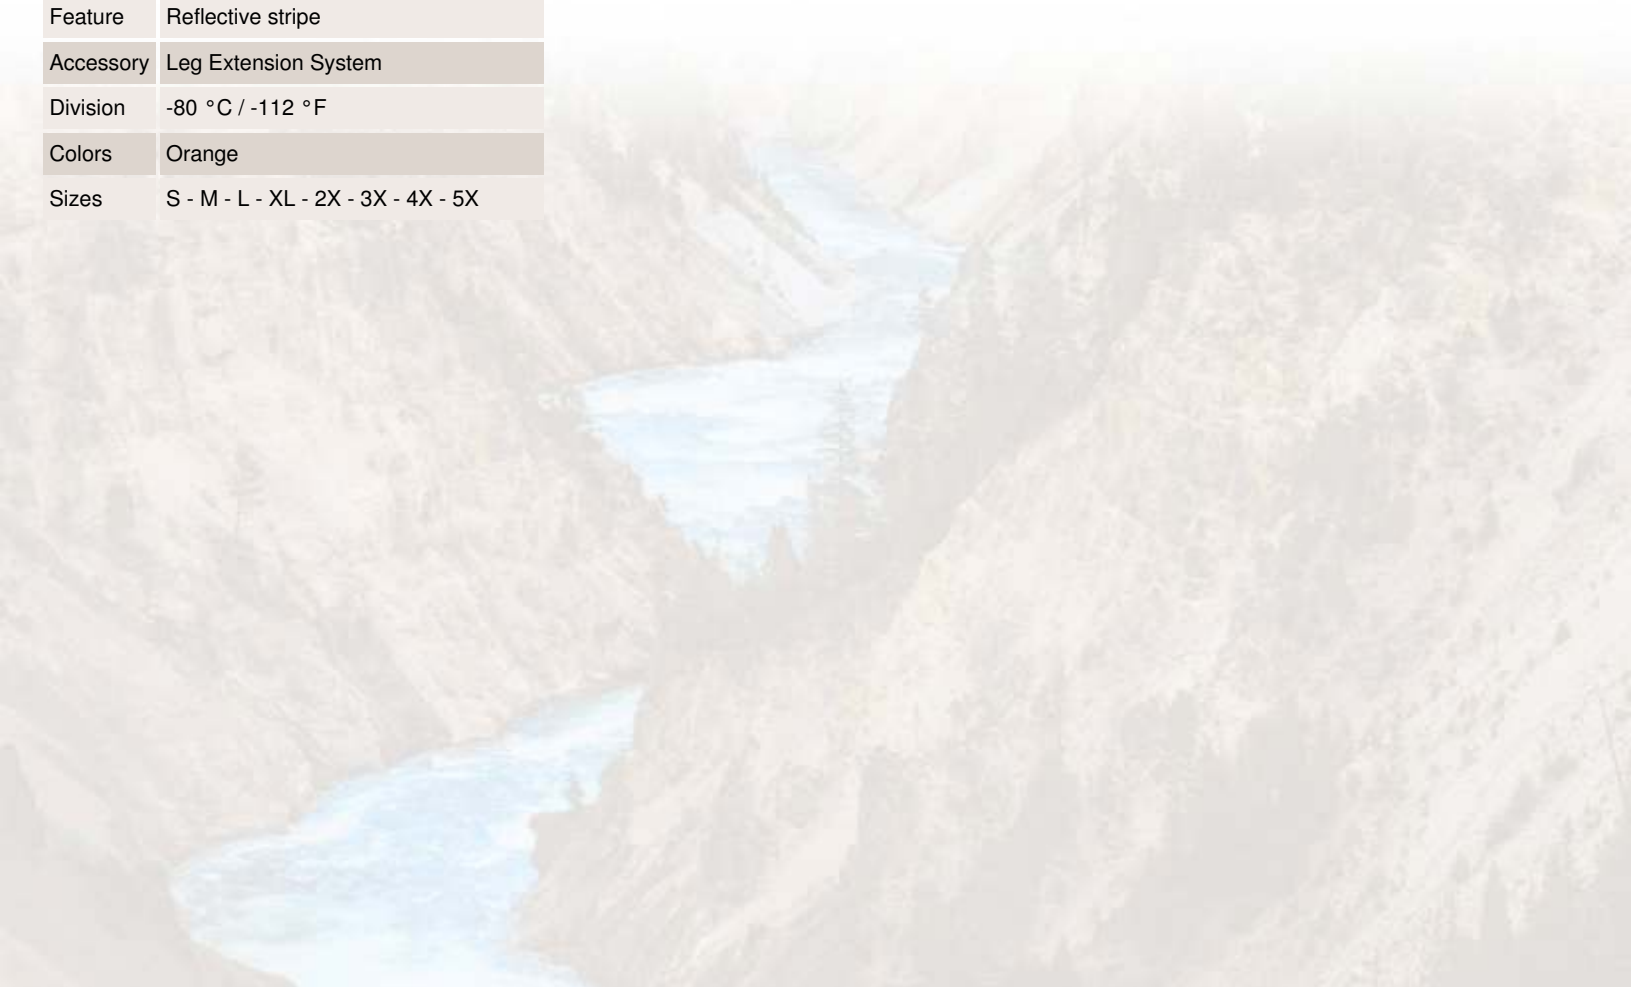 Feature Reflective stripe
Accessory Leg Extension System
Division -80 °C / -112 °F
Colors Orange
Sizes S - M - L - XL - 2X - 3X - 4X - 5X